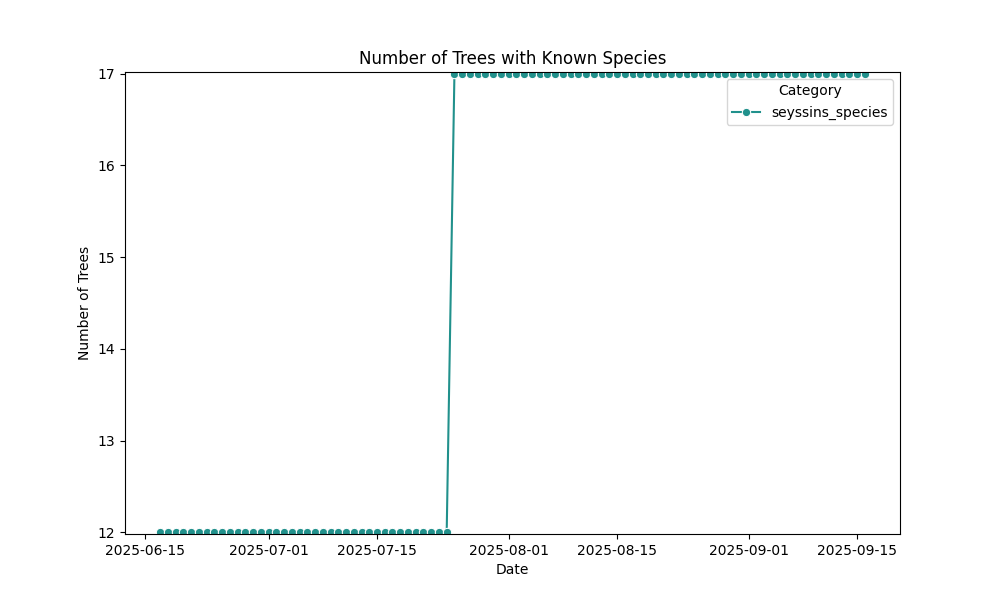 Number of Trees with Known Species
17
16
15
14
13
12
Number of Trees
Category
seyssins_species
2025-06-15
2025-07-01
2025-07-15
2025-08-01
2025-08-15
2025-09-01
2025-09-15
Date